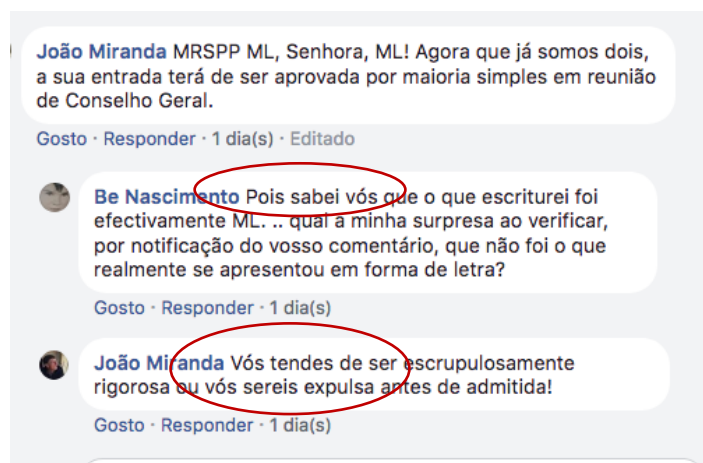 João Miranda MRSPP ML, Senhora, ML! Agora que já somos dois,
a sua entrada terá de ser aprovada por maioria simples em reunião
de Conselho Geral.
Gosto · Responder · 1 dia(s) · Editado
Be Nascimento Pois sabei vós que o que escriturei foi
efectivamente ML. .. qual a minha surpresa ao verificar,
por notificação do vosso comentário, que não foi o que
realmente se apresentou em forma de letra?
Gosto · Responder · 1 dia(s)
João Miranda Vós tendes de ser escrupulosamente
rigorosa ou vós sereis expulsa antes de admitida!
Gosto · Responder · 1 dia(s)